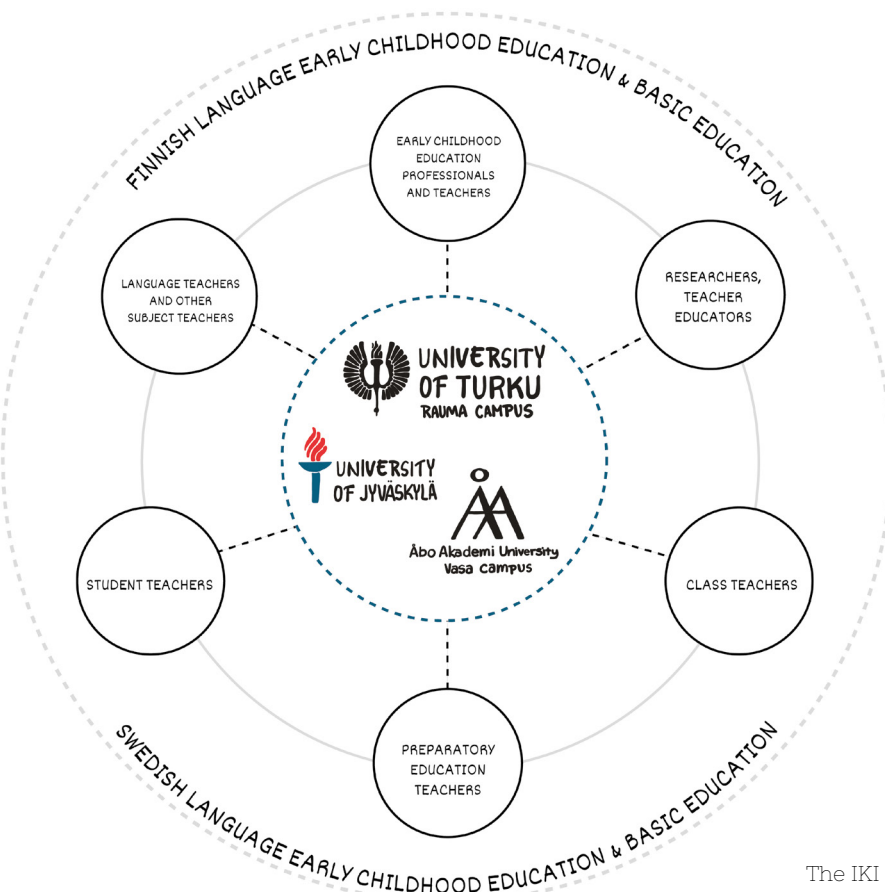 FINNISH LANGUAGE EARLY CHILDHOOD EDUCATION & BASIC EDUCATION
EARLY CHILDHOOD
EDUCATION
PROFESSIONALS
AND TEACHERS
LANGUAGE TEACHERS
AND OTHER
SUBJECT TEACHERS
RESEARCHERS,
TEACHER
EDUCATORS
UNIVERSITY
OF TURKU
RAUMA CAMPUS
UNIVERSITY
OF JYVÄSKYLÄ
Åbo Akademi University
Vasa Campus
STUDENT TEACHERS
CLASS TEACHERS
PREPARATORY
EDUCATION
TEACHERS
SWEDISH LANGUAGE EARLY CHILDHOOD EDUCATION & BASIC EDUCATION
The IKI